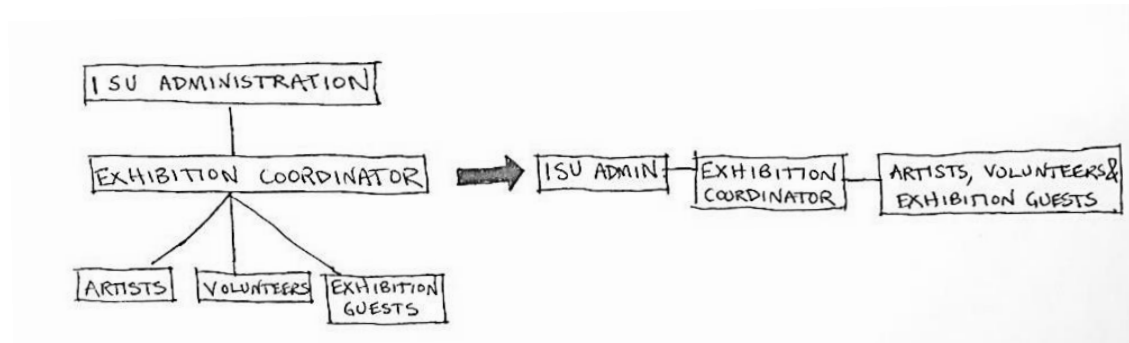 ISU ADMINISTRATION
EXHIBITION COORDINATOR
ARTISTS
VOLUNTEERS
EXHIBITION
GUESTS
ISU ADMIN
EXHIBITION
COORDINATOR
ARTISTS, VOLUNTEERS &
EXHIBITION GUESTS